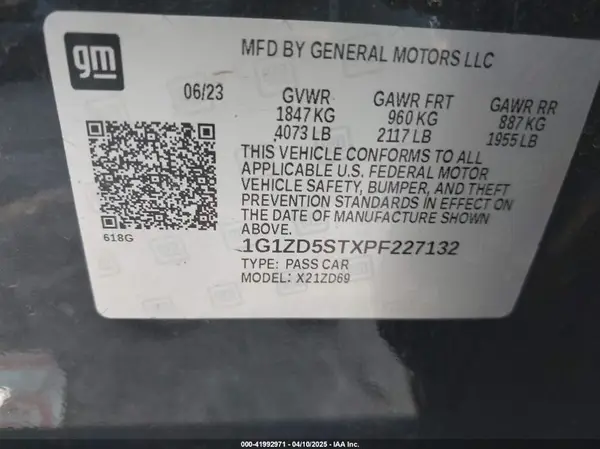 gm
MFD BY GENERAL MOTORS LLC
06/23 GVWR GAWR FRT GAWR RR
1847 KG 960 KG 887 KG
4073 LB 2117 LB 1955 LB
THIS VEHICLE CONFORMS TO ALL
APPLICABLE U.S. FEDERAL MOTOR
VEHICLE SAFETY, BUMPER, AND THEFT
PREVENTION STANDARDS IN EFFECT ON
THE DATE OF MANUFACTURE SHOWN
ABOVE.
618G
1G1ZD5STXPF227132
TYPE: PASS CAR
MODEL: X21ZD69
000-41992971 - 04/10/2025 - IAA Inc.